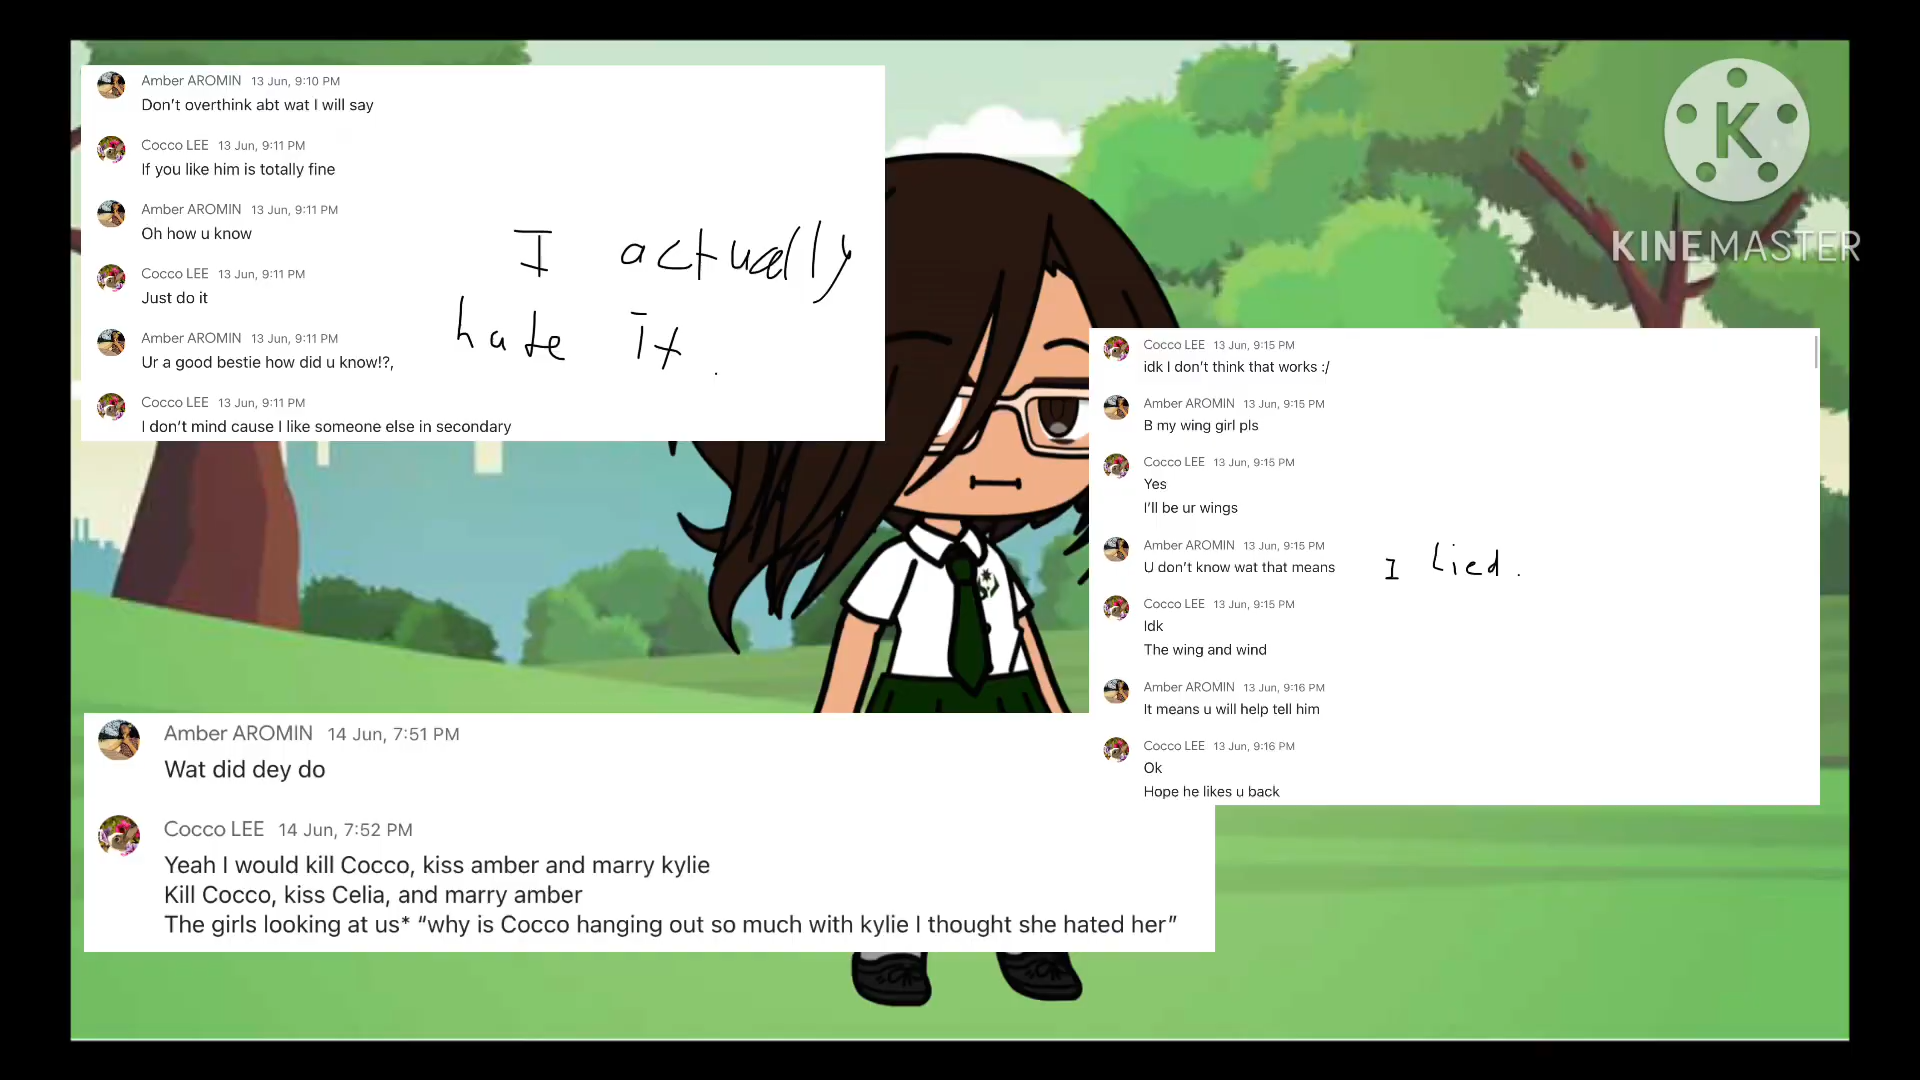 Amber AROMIN 13 Jun, 9:10 PM
Don't overthink abt wat I will say
Cocco LEE 13 Jun, 9:11 PM
If you like him is totally fine
Amber AROMIN 13 Jun, 9:11 PM
Oh how u know
Cocco LEE 13 Jun, 9:11 PM
Just do it
Amber AROMIN 13 Jun, 9:11 PM
Ur a good bestie how did u know!?,
Cocco LEE 13 Jun, 9:11 PM
I don't mind cause I like someone else in secondary
I actually
hate it.
K
KINEMASTER
Cocco LEE 13 Jun, 9:15 PM
idk I don't think that works :/
Amber AROMIN 13 Jun, 9:15 PM
B my wing girl pls
Cocco LEE 13 Jun, 9:15 PM
Yes
I'll be ur wings
Amber AROMIN 13 Jun, 9:15 PM
U don't know wat that means
I lied.
Cocco LEE 13 Jun, 9:15 PM
Idk
The wing and wind
Amber AROMIN 13 Jun, 9:16 PM
It means u will help tell him
Cocco LEE 13 Jun, 9:16 PM
Ok
Hope he likes u back
Amber AROMIN 14 Jun, 7:51 PM
Wat did dey do
Cocco LEE 14 Jun, 7:52 PM
Yeah I would kill Cocco, kiss amber and marry kylie
Kill Cocco, kiss Celia, and marry amber
The girls looking at us* “why is Cocco hanging out so much with kylie I thought she hated her”